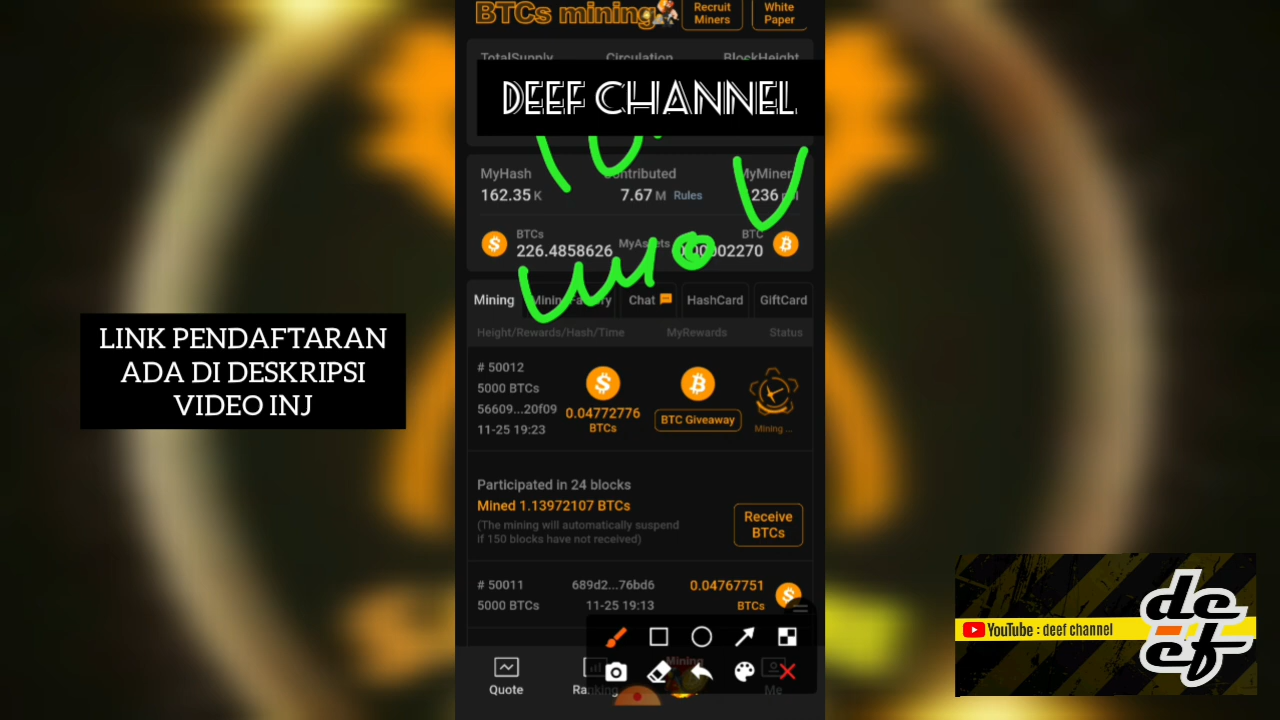 BTCs mining
Recruit Miners
White Paper
TotalSupply Circulation BlockHeight
DEEF CHANNEL
MyHash
162.35 K
7.67 M Rules
BTCs
226.4858626
BTC
Mining
Chat
HashCard
GiftCard
Height/Rewards/Hash/Time MyRewards Status
# 50012
5000 BTCs
56609...20f09
11-25 19:23
0.04772776
BTCs
BTC Giveaway
Mining ...
Participated in 24 blocks
Mined 1.13972107 BTCs
(The mining will automatically suspend
if 150 blocks have not received)
Receive
BTCs
# 50011 689d2...76bd6 0.04767751
5000 BTCs 11-25 19:13 BTCs
Quote
Mining
Me
LINK PENDAFTARAN
ADA DI DESKRIPSI
VIDEO INJ
YouTube : deef channel
deef